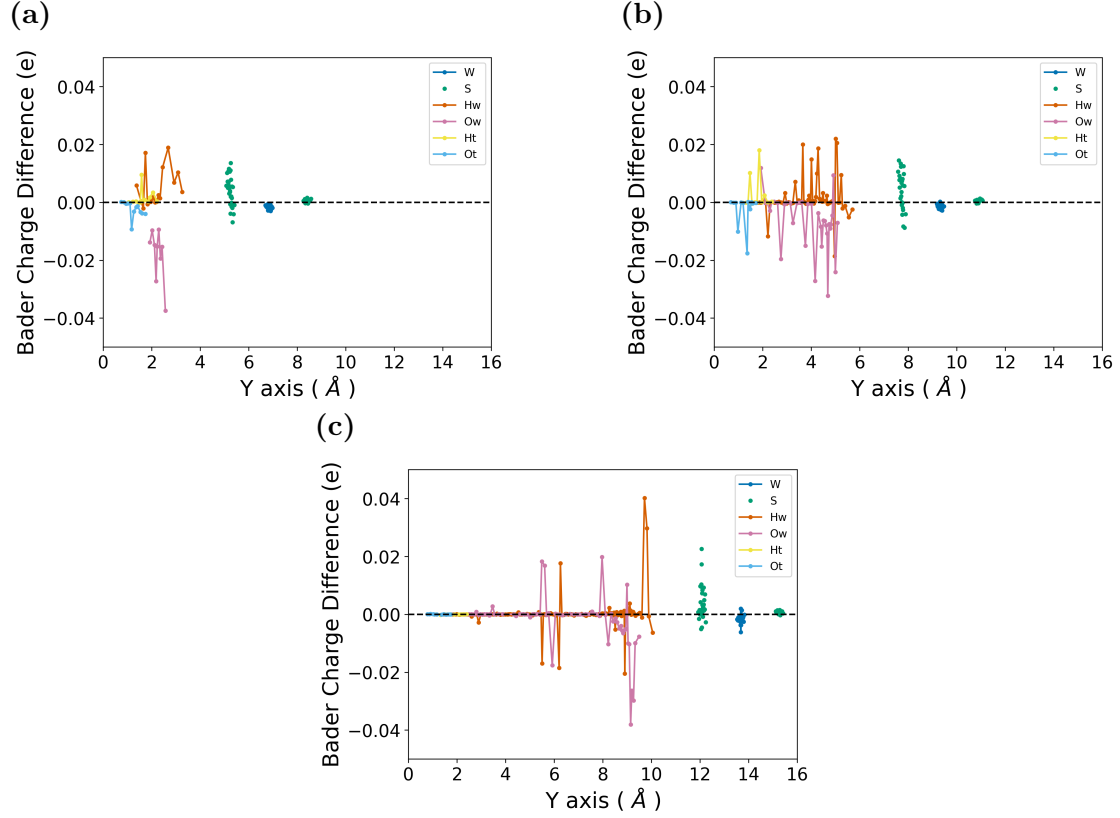 (a)
Bader Charge Difference (e)
0.04
0.02
0.00
−0.02
−0.04
0 2 4 6 8 10 12 14 16
Y axis ( Å )
W
S
Hw
Ow
Ht
Ot
(b)
Bader Charge Difference (e)
0.04
0.02
0.00
−0.02
−0.04
0 2 4 6 8 10 12 14 16
Y axis ( Å )
W
S
Hw
Ow
Ht
Ot
(c)
Bader Charge Difference (e)
0.04
0.02
0.00
−0.02
−0.04
0 2 4 6 8 10 12 14 16
Y axis ( Å )
W
S
Hw
Ow
Ht
Ot